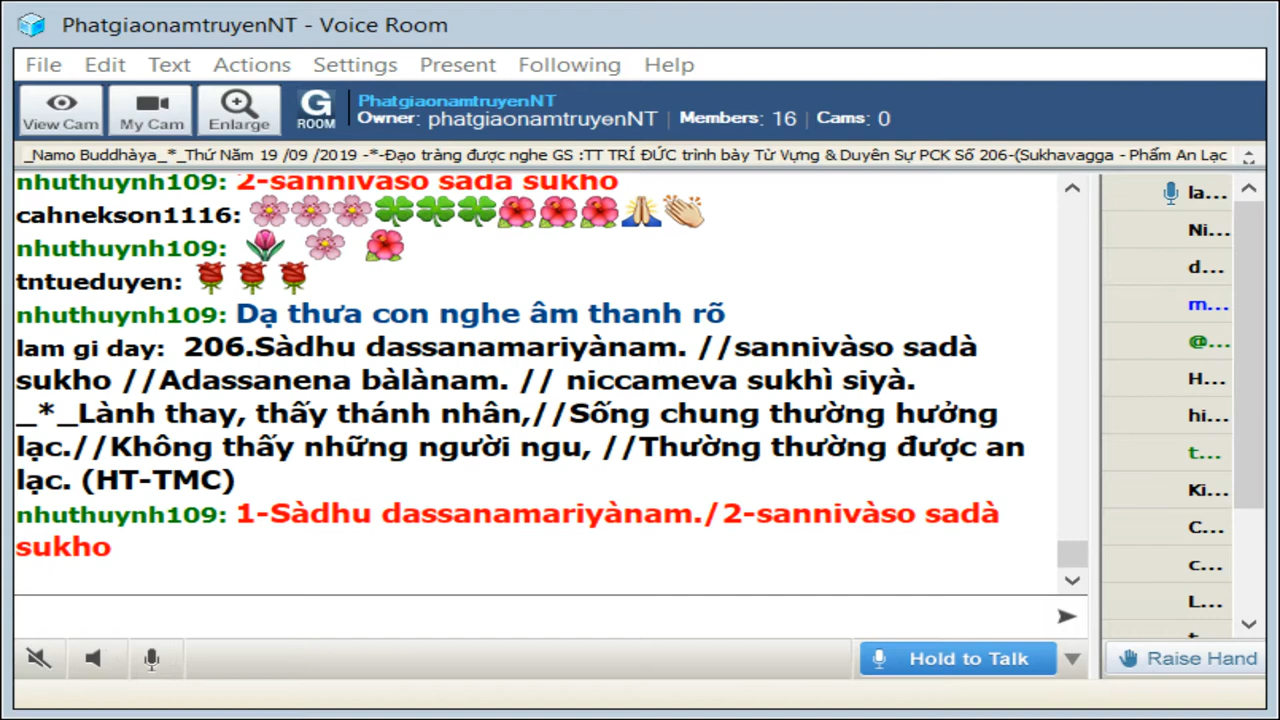 PhatgiaonamtruyenNT - Voice Room
File Edit Text Actions Settings Present Following Help
View Cam My Cam Enlarge G ROOM PhatgiaonamtruyenNT
Owner: phatgiaonamtruyenNT | Members: 16 | Cams: 0
_Namo Buddhàya_*_Thứ Năm 19 /09 /2019 -*-Đạo tràng được nghe GS :TT TRÍ ĐỨC trình bày Từ Vựng & Duyên Sự PCK Số 206-(Sukhavagga - Phẩm An Lạc
nhuthuynh109: 2-sannivàso sadà sukho
cahnekson1116: 🌸🌸🌸🍀🍀🍀🌺🌺🌺🙏👏
nhuthuynh109: 🌷 🌸 🌺
tntueduyen: 🌹🌹🌹
nhuthuynh109: Dạ thưa con nghe âm thanh rõ
lam gi day: 206.Sàdhu dassanamariyànam. //sannivàso sadà
sukho //Adassanena bàlànam. // niccameva sukhì siyà.
_*_Lành thay, thấy thánh nhân,//Sống chung thường hưởng
lạc.//Không thấy những người ngu, //Thường thường được an
lạc. (HT-TMC)
nhuthuynh109: 1-Sàdhu dassanamariyànam./2-sannivàso sadà
sukho
la...
Ni...
d...
m...
@...
H...
hi...
t...
Ki...
C...
c...
L...
Hold to Talk
Raise Hand